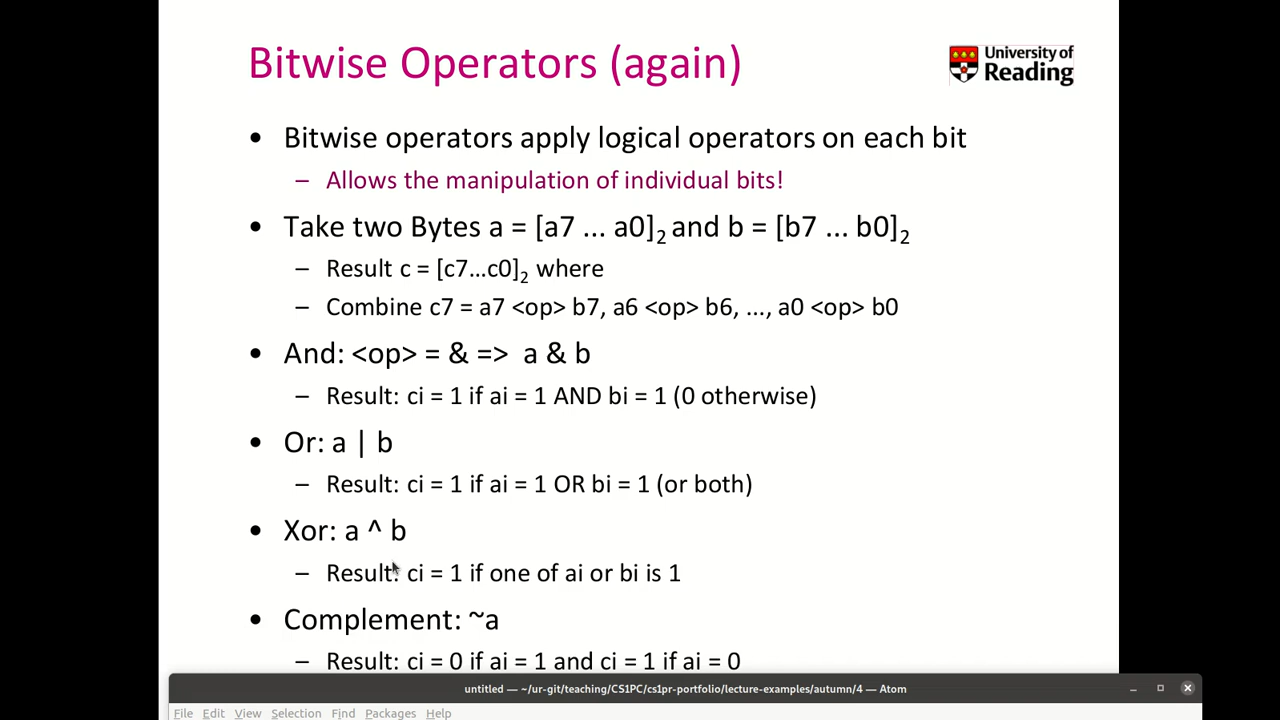 Bitwise Operators (again)
University of
Reading
• Bitwise operators apply logical operators on each bit
– Allows the manipulation of individual bits!
• Take two Bytes a = [a7 ... a0]2 and b = [b7 ... b0]2
– Result c = [c7...c0]2 where
– Combine c7 = a7 <op> b7, a6 <op> b6, ..., a0 <op> b0
• And: <op> = & => a & b
– Result: ci = 1 if ai = 1 AND bi = 1 (0 otherwise)
• Or: a | b
– Result: ci = 1 if ai = 1 OR bi = 1 (or both)
• Xor: a ^ b
– Result: ci = 1 if one of ai or bi is 1
• Complement: ~a
– Result: ci = 0 if ai = 1 and ci = 1 if ai = 0
untitled — ~/ur-git/teaching/CS1PC/cs1pr-portfolio/lecture-examples/autumn/4 — Atom
File Edit View Selection Find Packages Help